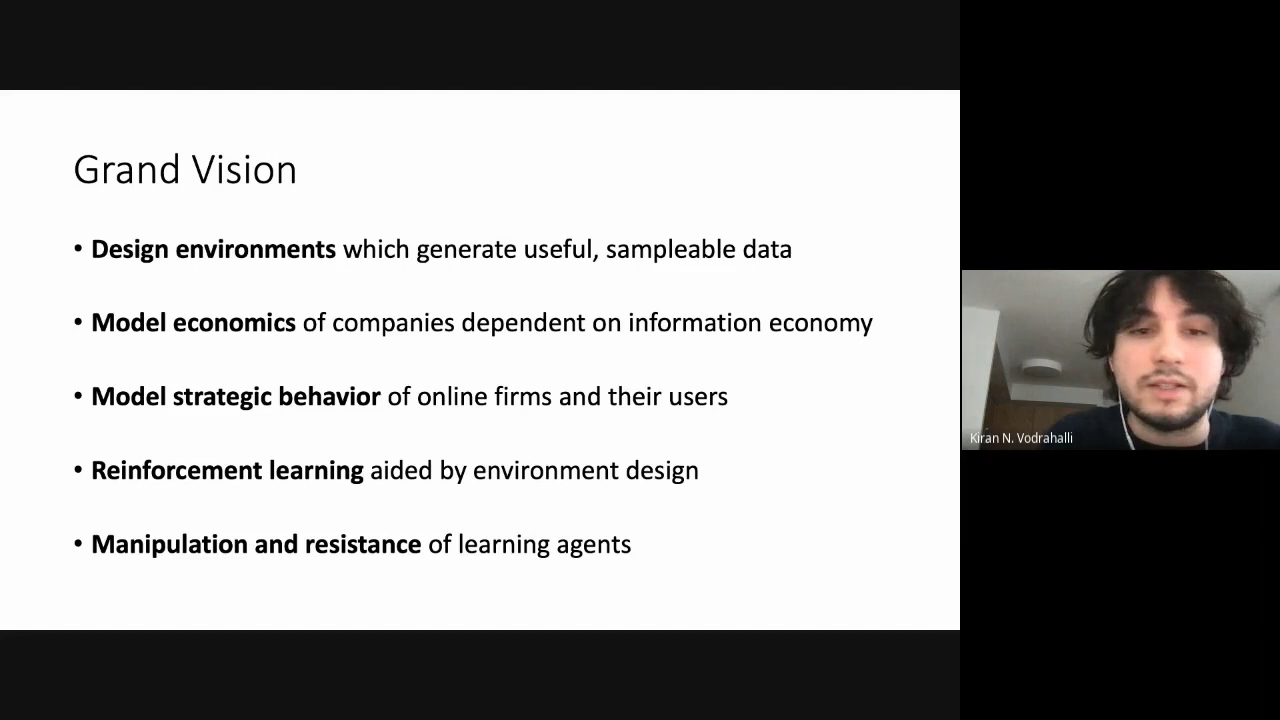 Grand Vision
• Design environments which generate useful, sampleable data
• Model economics of companies dependent on information economy
• Model strategic behavior of online firms and their users
• Reinforcement learning aided by environment design
• Manipulation and resistance of learning agents
Kiran N. Vodrahalli